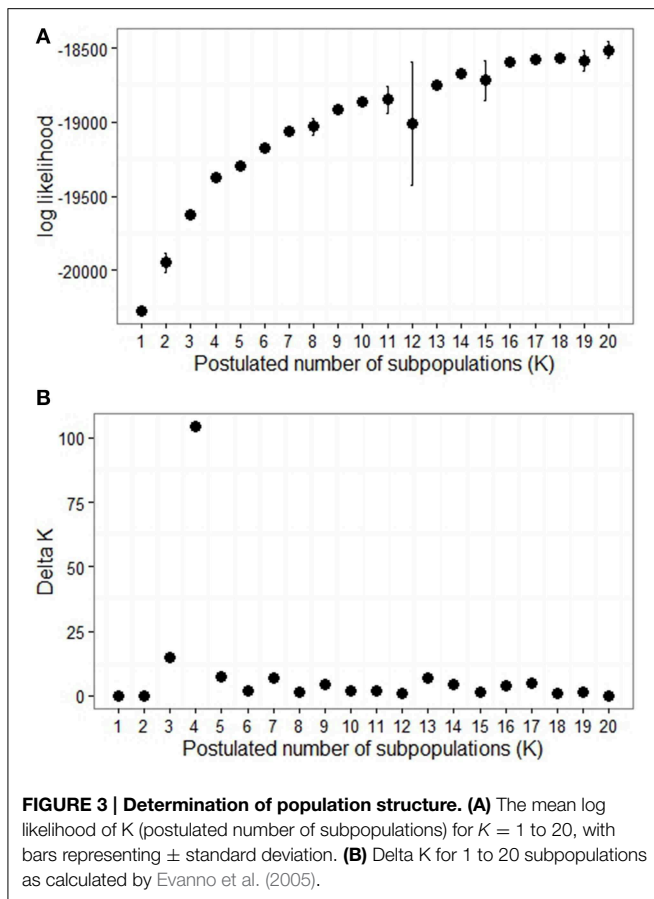 A
-18500
-19000
-19500
-20000
log likelihood
1 2 3 4 5 6 7 8 9 10 11 12 13 14 15 16 17 18 19 20
Postulated number of subpopulations (K)
B
100
75
50
25
0
Delta K
1 2 3 4 5 6 7 8 9 10 11 12 13 14 15 16 17 18 19 20
Postulated number of subpopulations (K)
FIGURE 3 | Determination of population structure. (A) The mean log
likelihood of K (postulated number of subpopulations) for K = 1 to 20, with
bars representing ± standard deviation. (B) Delta K for 1 to 20 subpopulations
as calculated by Evanno et al. (2005).